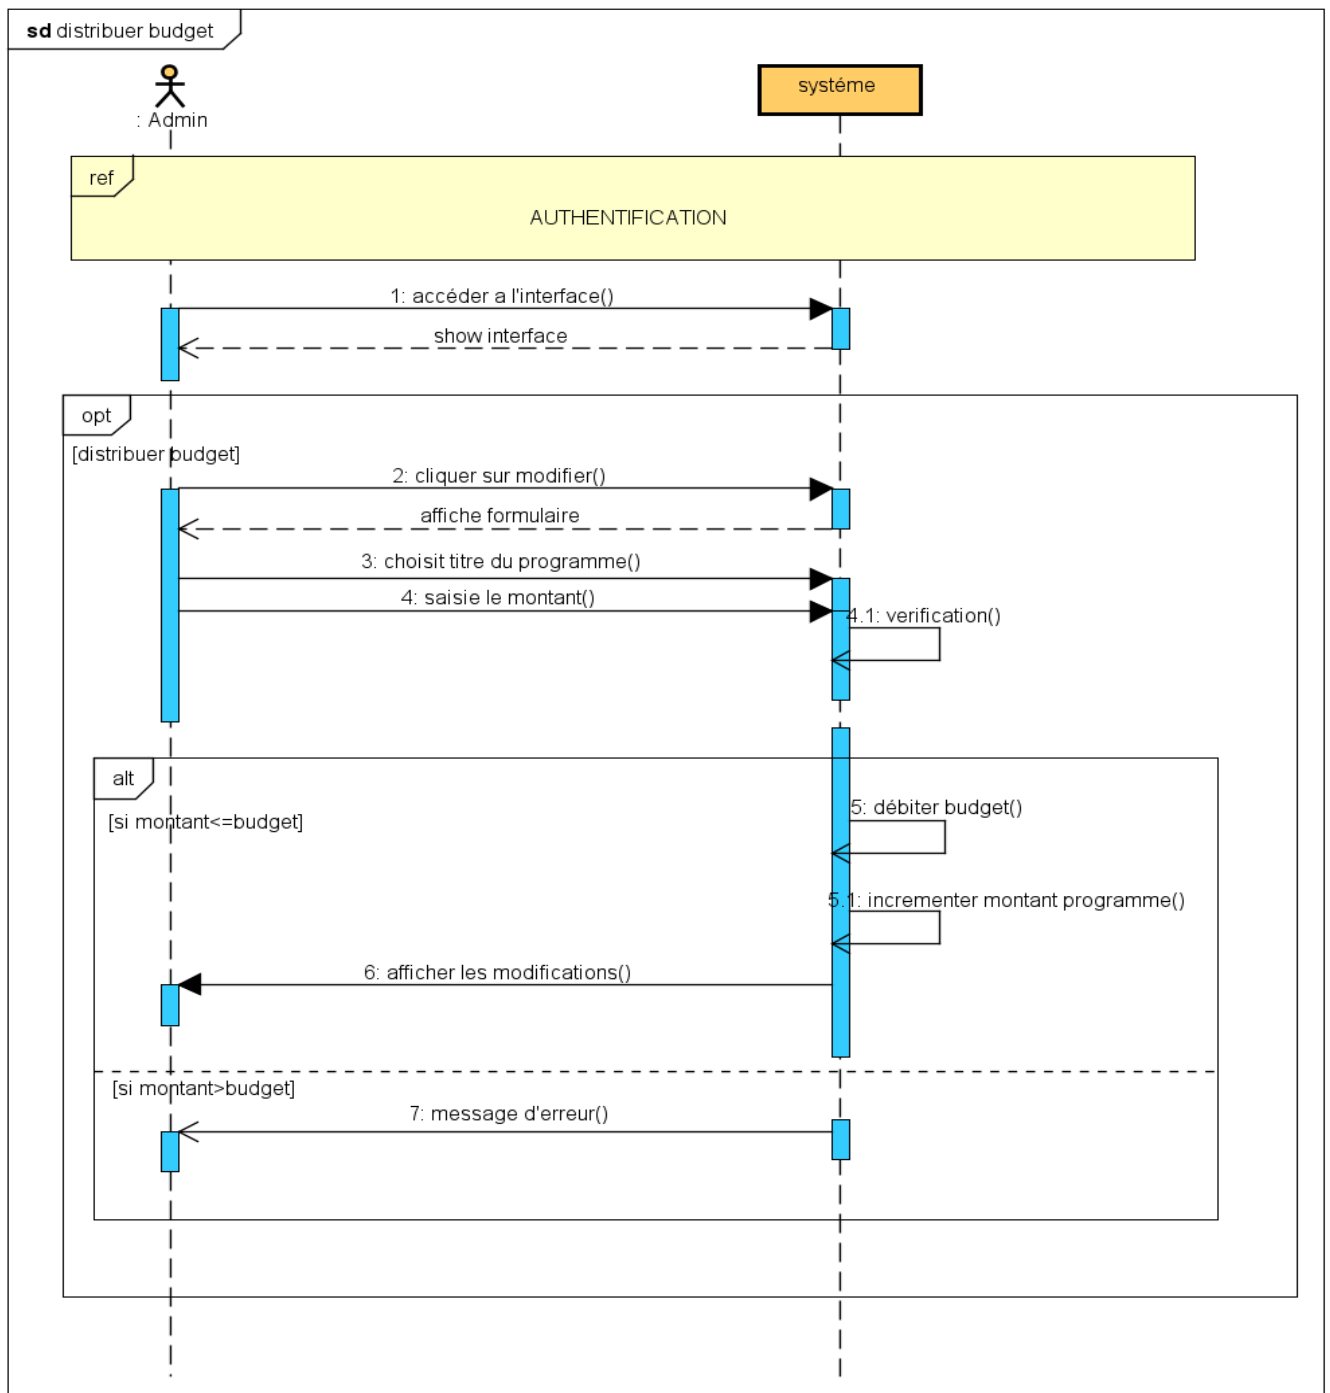 sd distribuer budget
: Admin
systéme
ref
AUTHENTIFICATION
1: accéder a l'interface()
show interface
opt
[distribuer budget]
2: cliquer sur modifier()
affiche formulaire
3: choisit titre du programme()
4: saisie le montant()
4.1: verification()
alt
[si montant<=budget]
5: débiter budget()
5.1: incrementer montant programme()
6: afficher les modifications()
[si montant>budget]
7: message d'erreur()